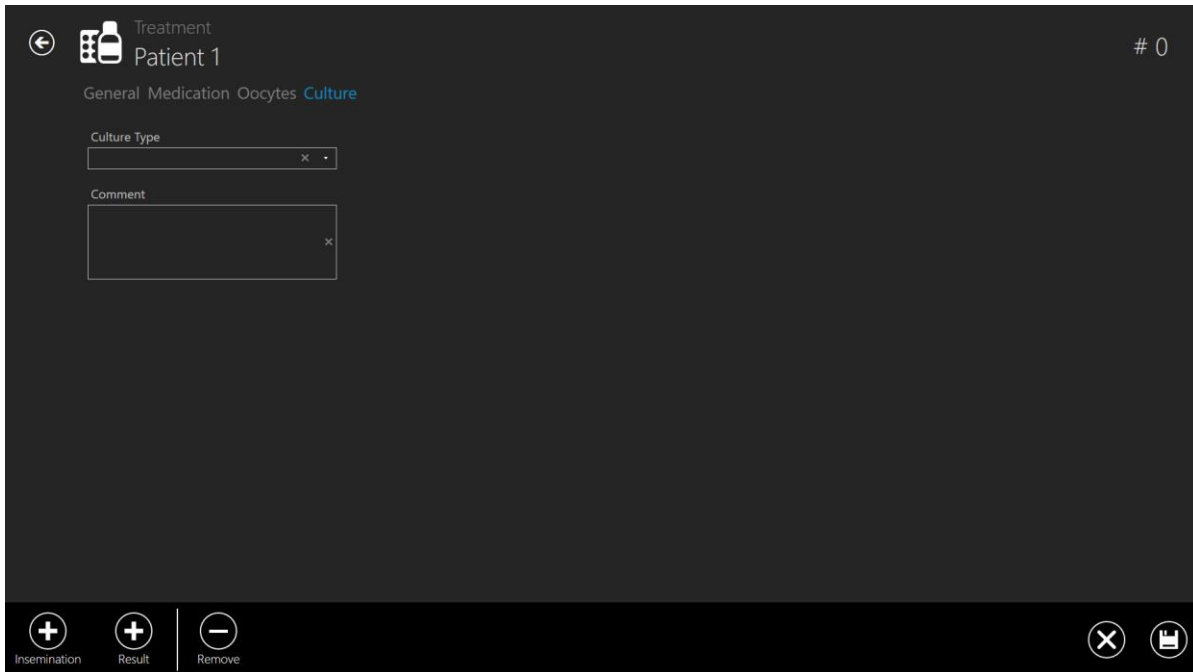 Treatment
Patient 1
# 0
General Medication Oocytes Culture
Culture Type
Comment
Insemination Result Remove